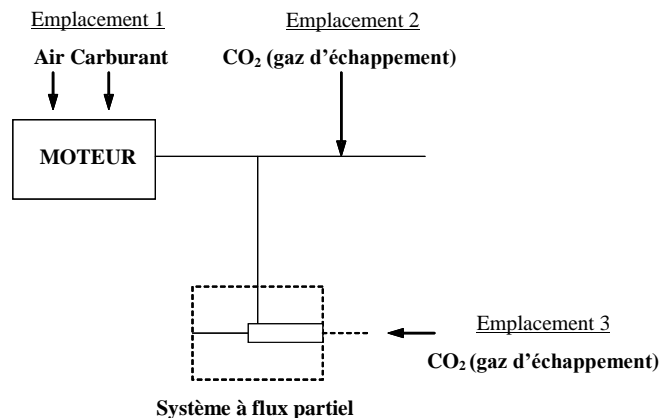 Emplacement 1
Air Carburant
Emplacement 2
CO₂ (gaz d’échappement)
MOTEUR
Emplacement 3
CO₂ (gaz d’échappement)
Système à flux partiel